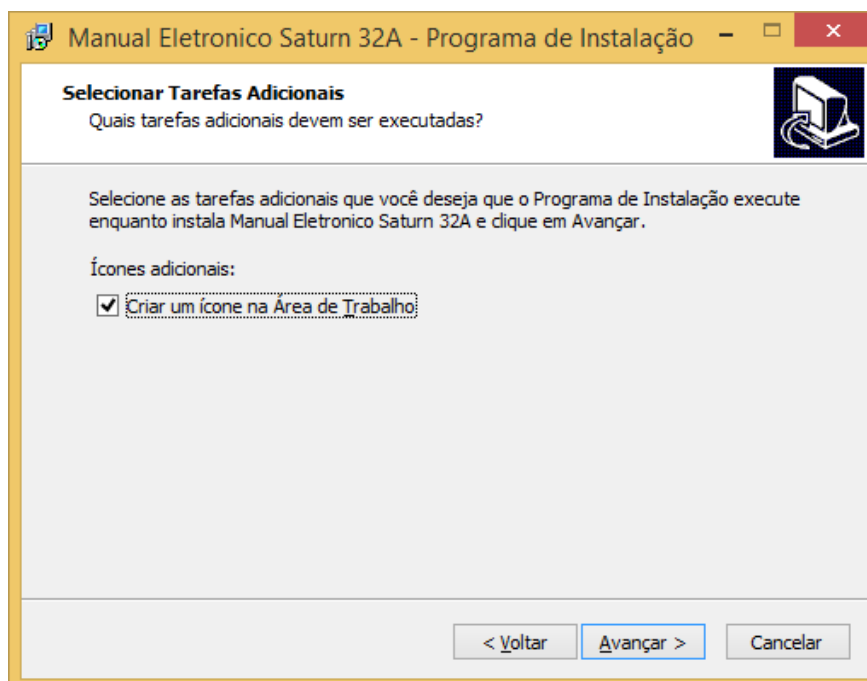 Manual Eletronico Saturn 32A - Programa de Instalação
Selecionar Tarefas Adicionais
Quais tarefas adicionais devem ser executadas?
Selecione as tarefas adicionais que você deseja que o Programa de Instalação execute
enquanto instala Manual Eletronico Saturn 32A e clique em Avançar.
Ícones adicionais:
Criar um ícone na Área de Trabalho
< Voltar
Avançar >
Cancelar